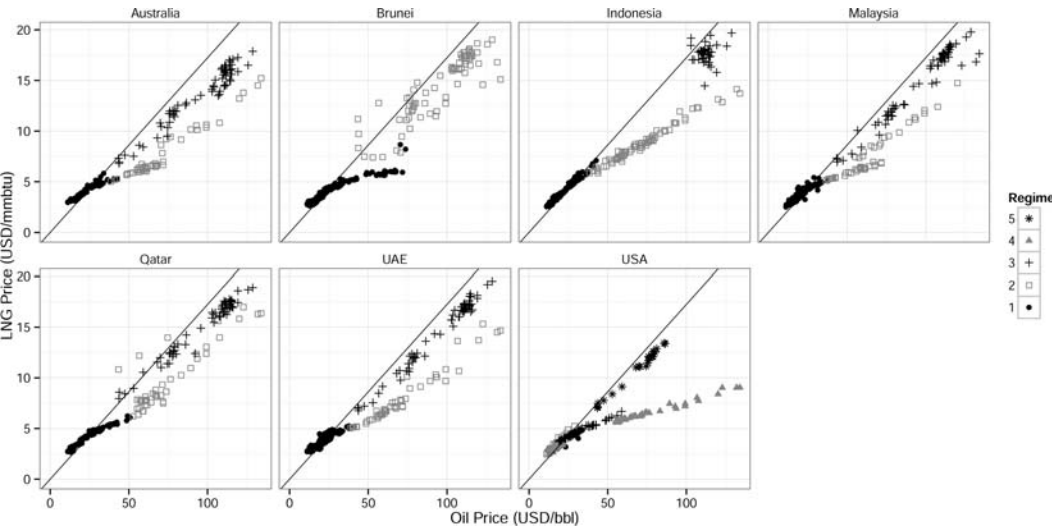 Australia Brunei Indonesia Malaysia
20
15
10
5
0
LNG Price (USD/mmbtu)
Qatar UAE USA
20
15
10
5
0
0 50 100 0 50 100 0 50 100
Oil Price (USD/bbl)
Regime
5
4
3
2
1